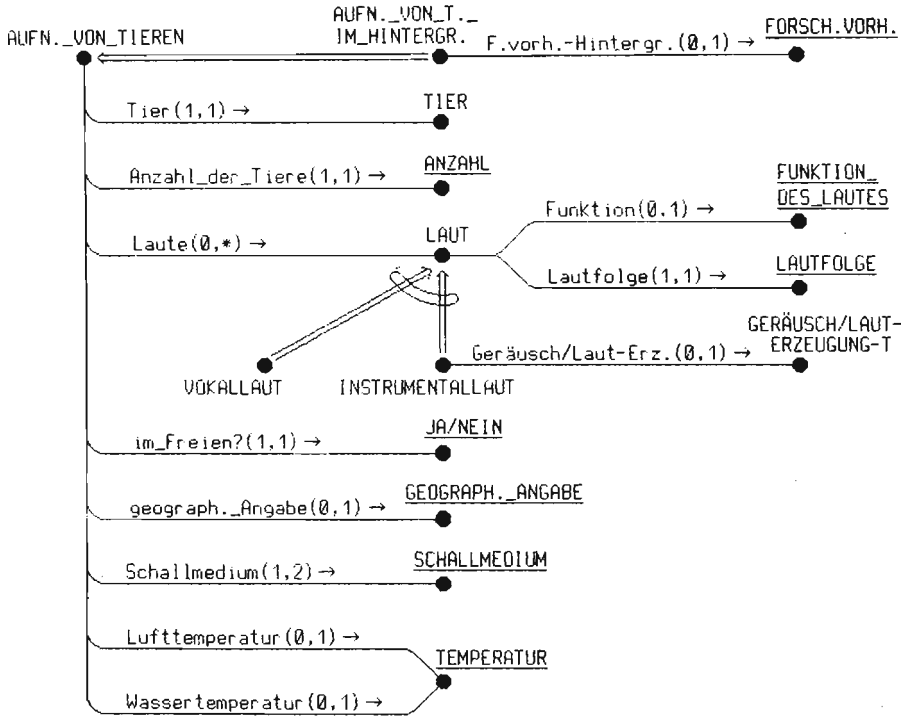 AUFN._VON_TIEREN
AUFN._VON_T._
IM_HINTERGR.
F.vorh.-Hintergr.(0,1) →
FORSCH.VORH.
Tier(1,1) →
TIER
Anzahl_der_Tiere(1,1) →
ANZAHL
Laute(0,*) →
LAUT
Funktion(0.1) →
FUNKTION_
DES_LAUTES
Lautfolge(1,1) →
LAUTFOLGE
VOKALLAUT
INSTRUMENTALLAUT
Geräusch/Laut-Erz.(0,1) →
GERÄUSCH/LAUT-
ERZEUGUNG-T
im_Freien?(1,1) →
JA/NEIN
geograph._Angabe(0,1) →
GEOGRAPH._ANGABE
Schallmedium(1,2) →
SCHALLMEDIUM
Lufttemperatur(0,1) →
TEMPERATUR
Wassertemperatur(0,1) →